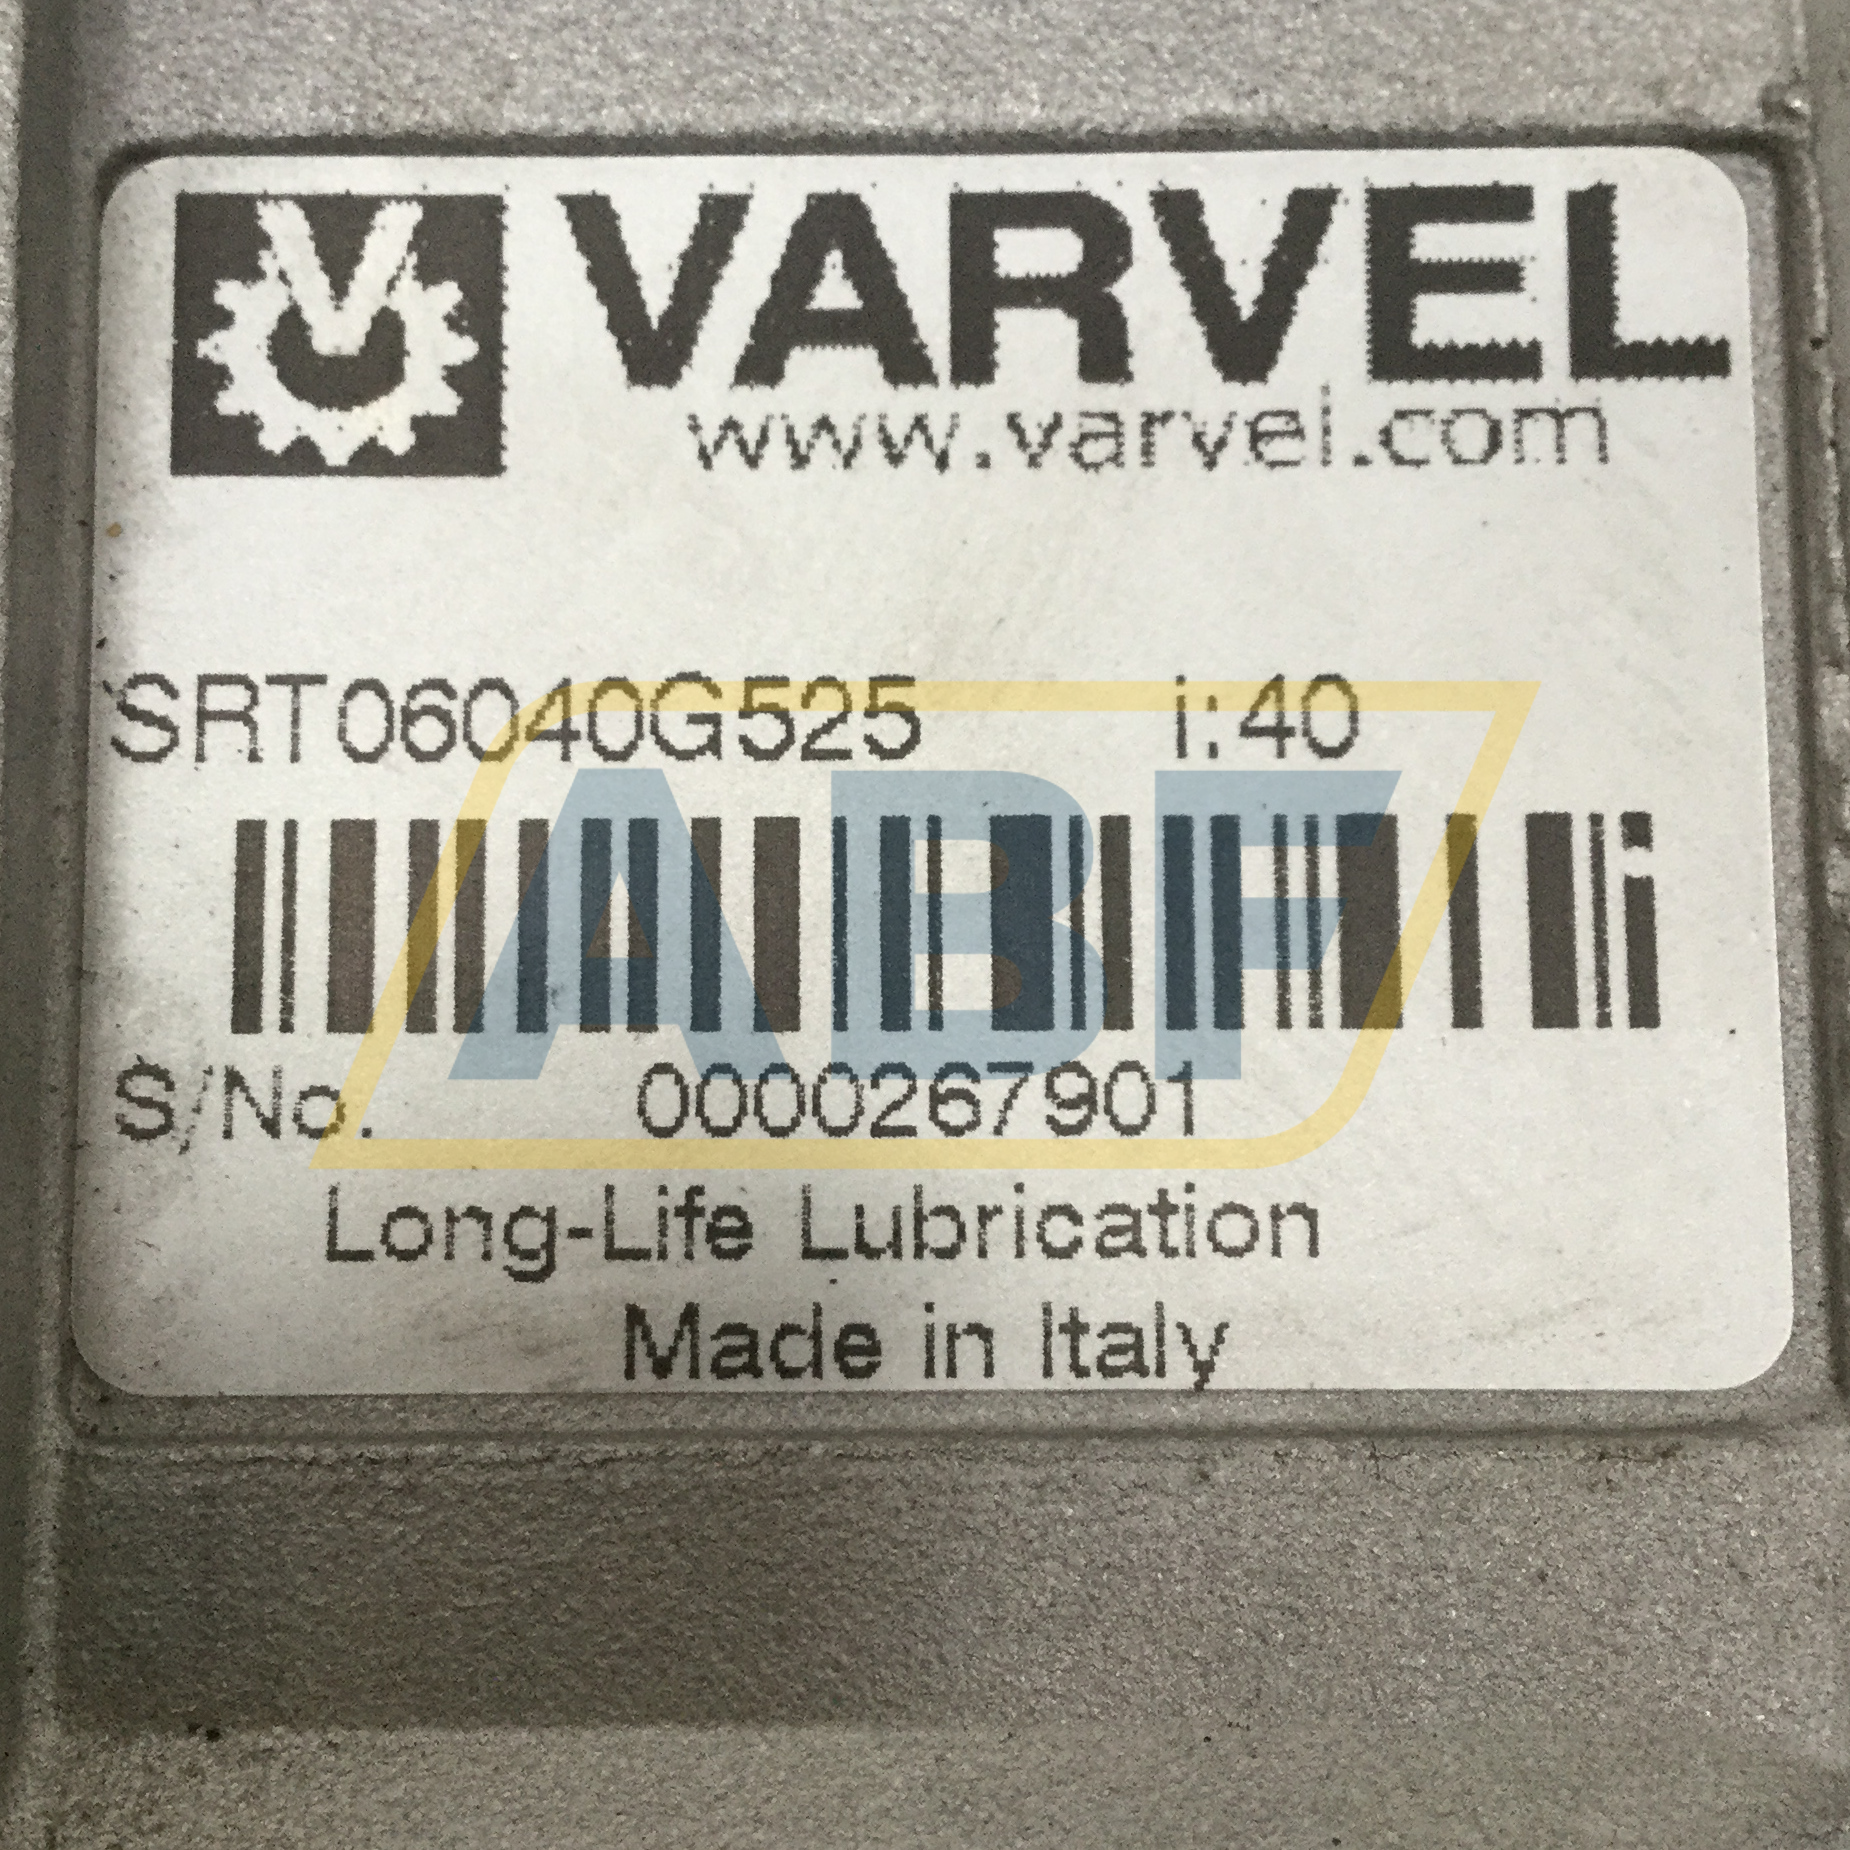 VARVEL
www.varvel.com
SRT06040G525 i:40
ABF
S/No. 0000267901
Long-Life Lubrication
Made in Italy